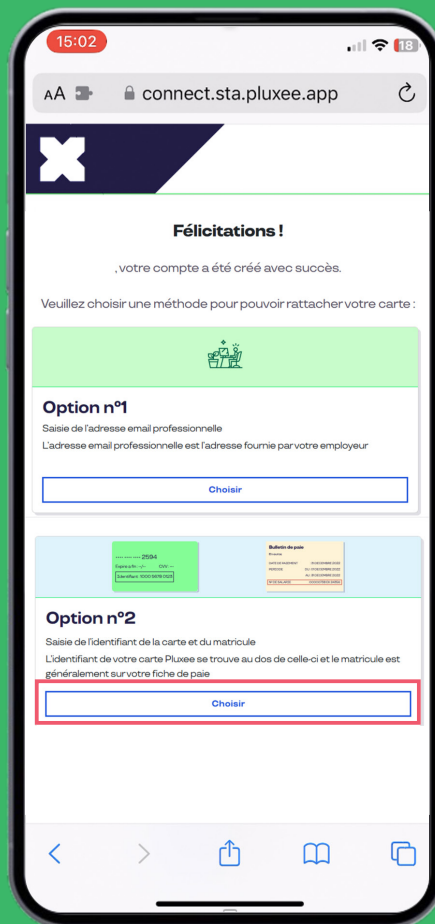 15:02
18
AA
connect.sta.pluxee.app
Félicitations !
, votre compte a été créé avec succès.
Veuillez choisir une méthode pour pouvoir rattacher votre carte :
Option n°1
Saisie de l'adresse email professionnelle
L'adresse email professionnelle est l'adresse fournie par votre employeur
Choisir
2594
Bulletin de paie
Option n°2
Saisie de l'identifiant de la carte et du matricule
L'identifiant de votre carte Pluxee se trouve au dos de celle-ci et le matricule est
généralement sur votre fiche de paie
Choisir